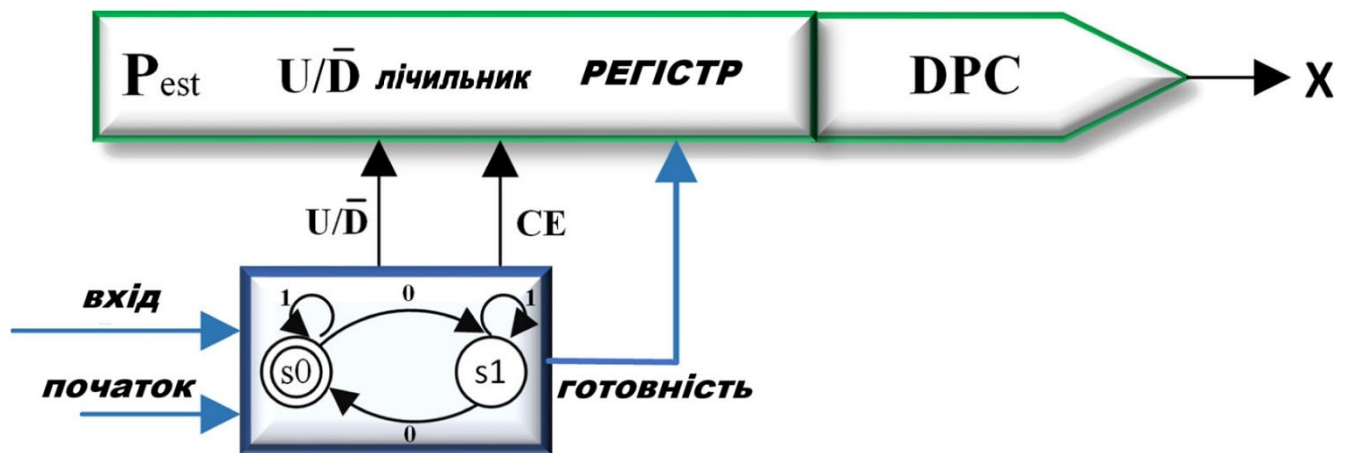 Pest U/D̅ лічильник РЕГІСТР DPC X
U/D̅ CE
вхід
початок
готовність
1 0 1
s0 s1
0